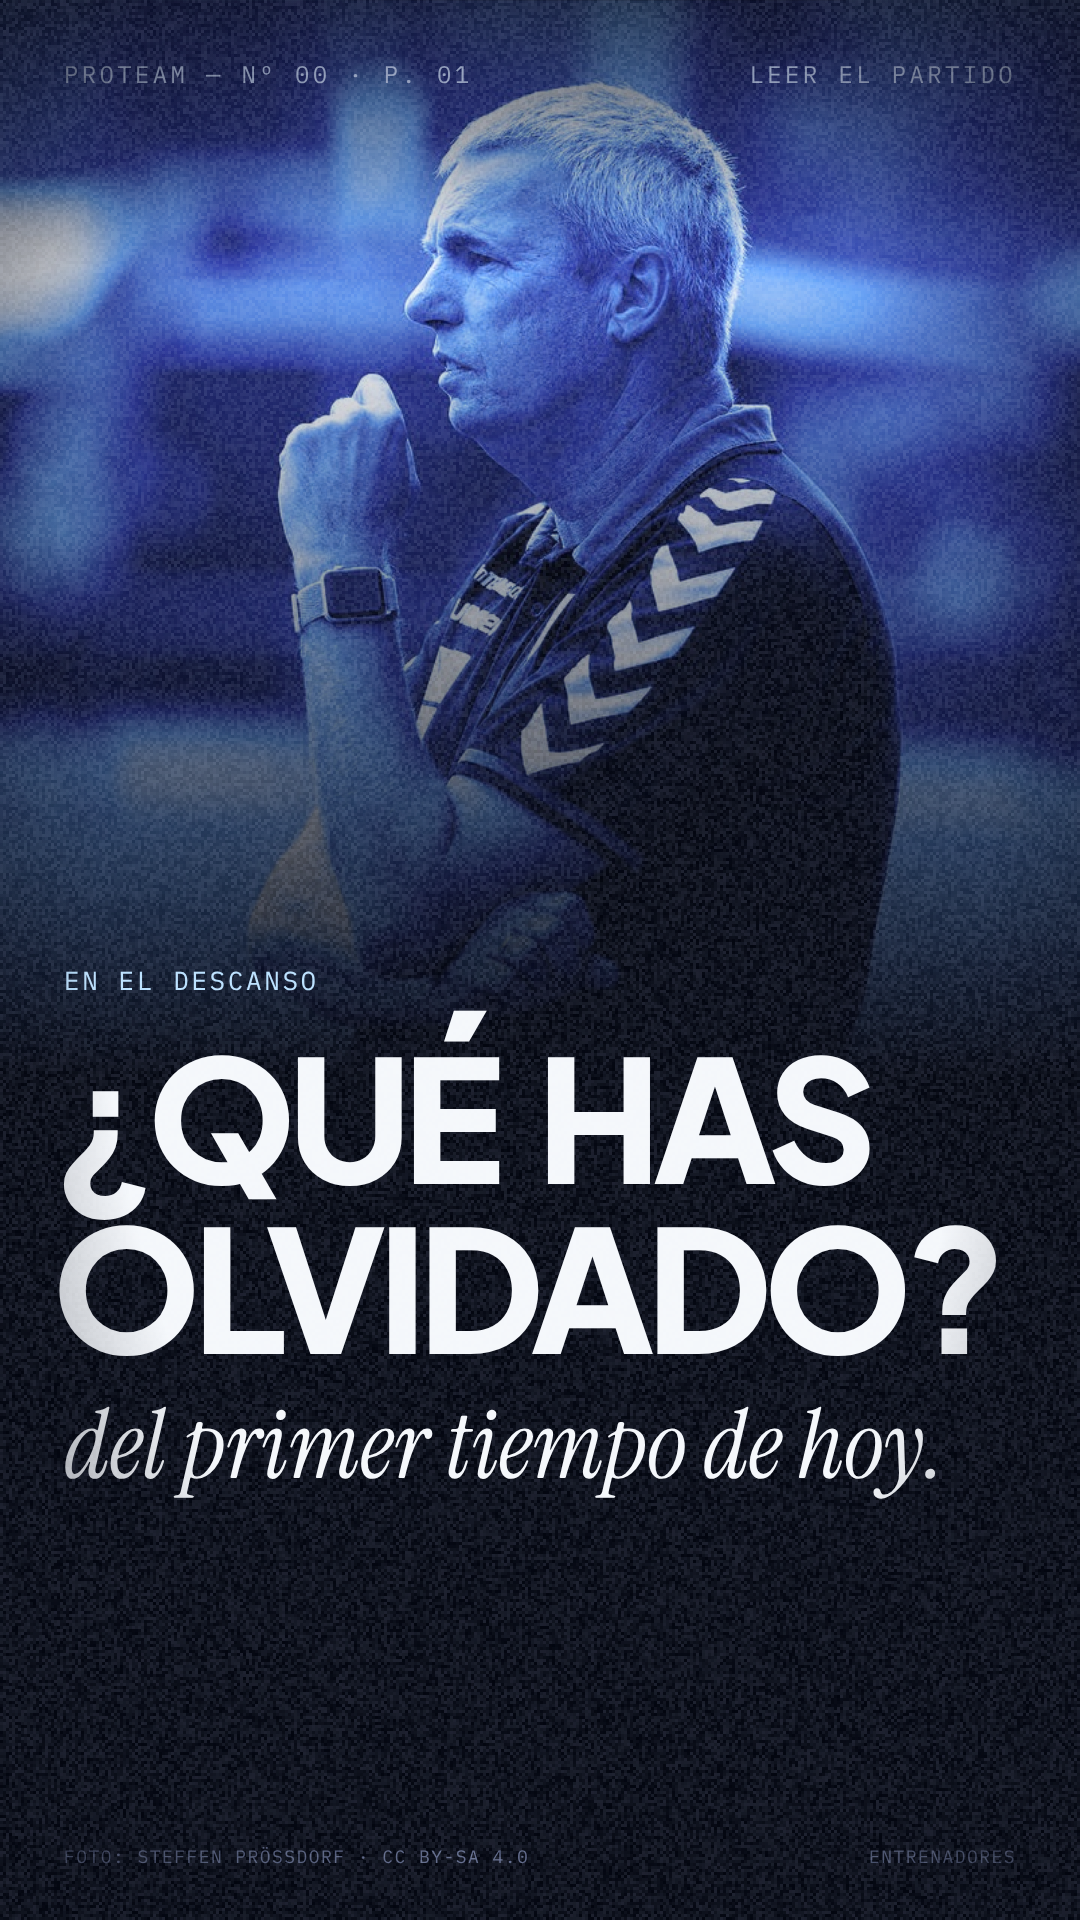 PROTEAM — Nº 00 · P. 01
LEER EL PARTIDO
EN EL DESCANSO
¿QUÉ HAS
OLVIDADO?
del primer tiempo de hoy.
FOTO: STEFFEN PRÖSSDORF · CC BY-SA 4.0
ENTRENADORES